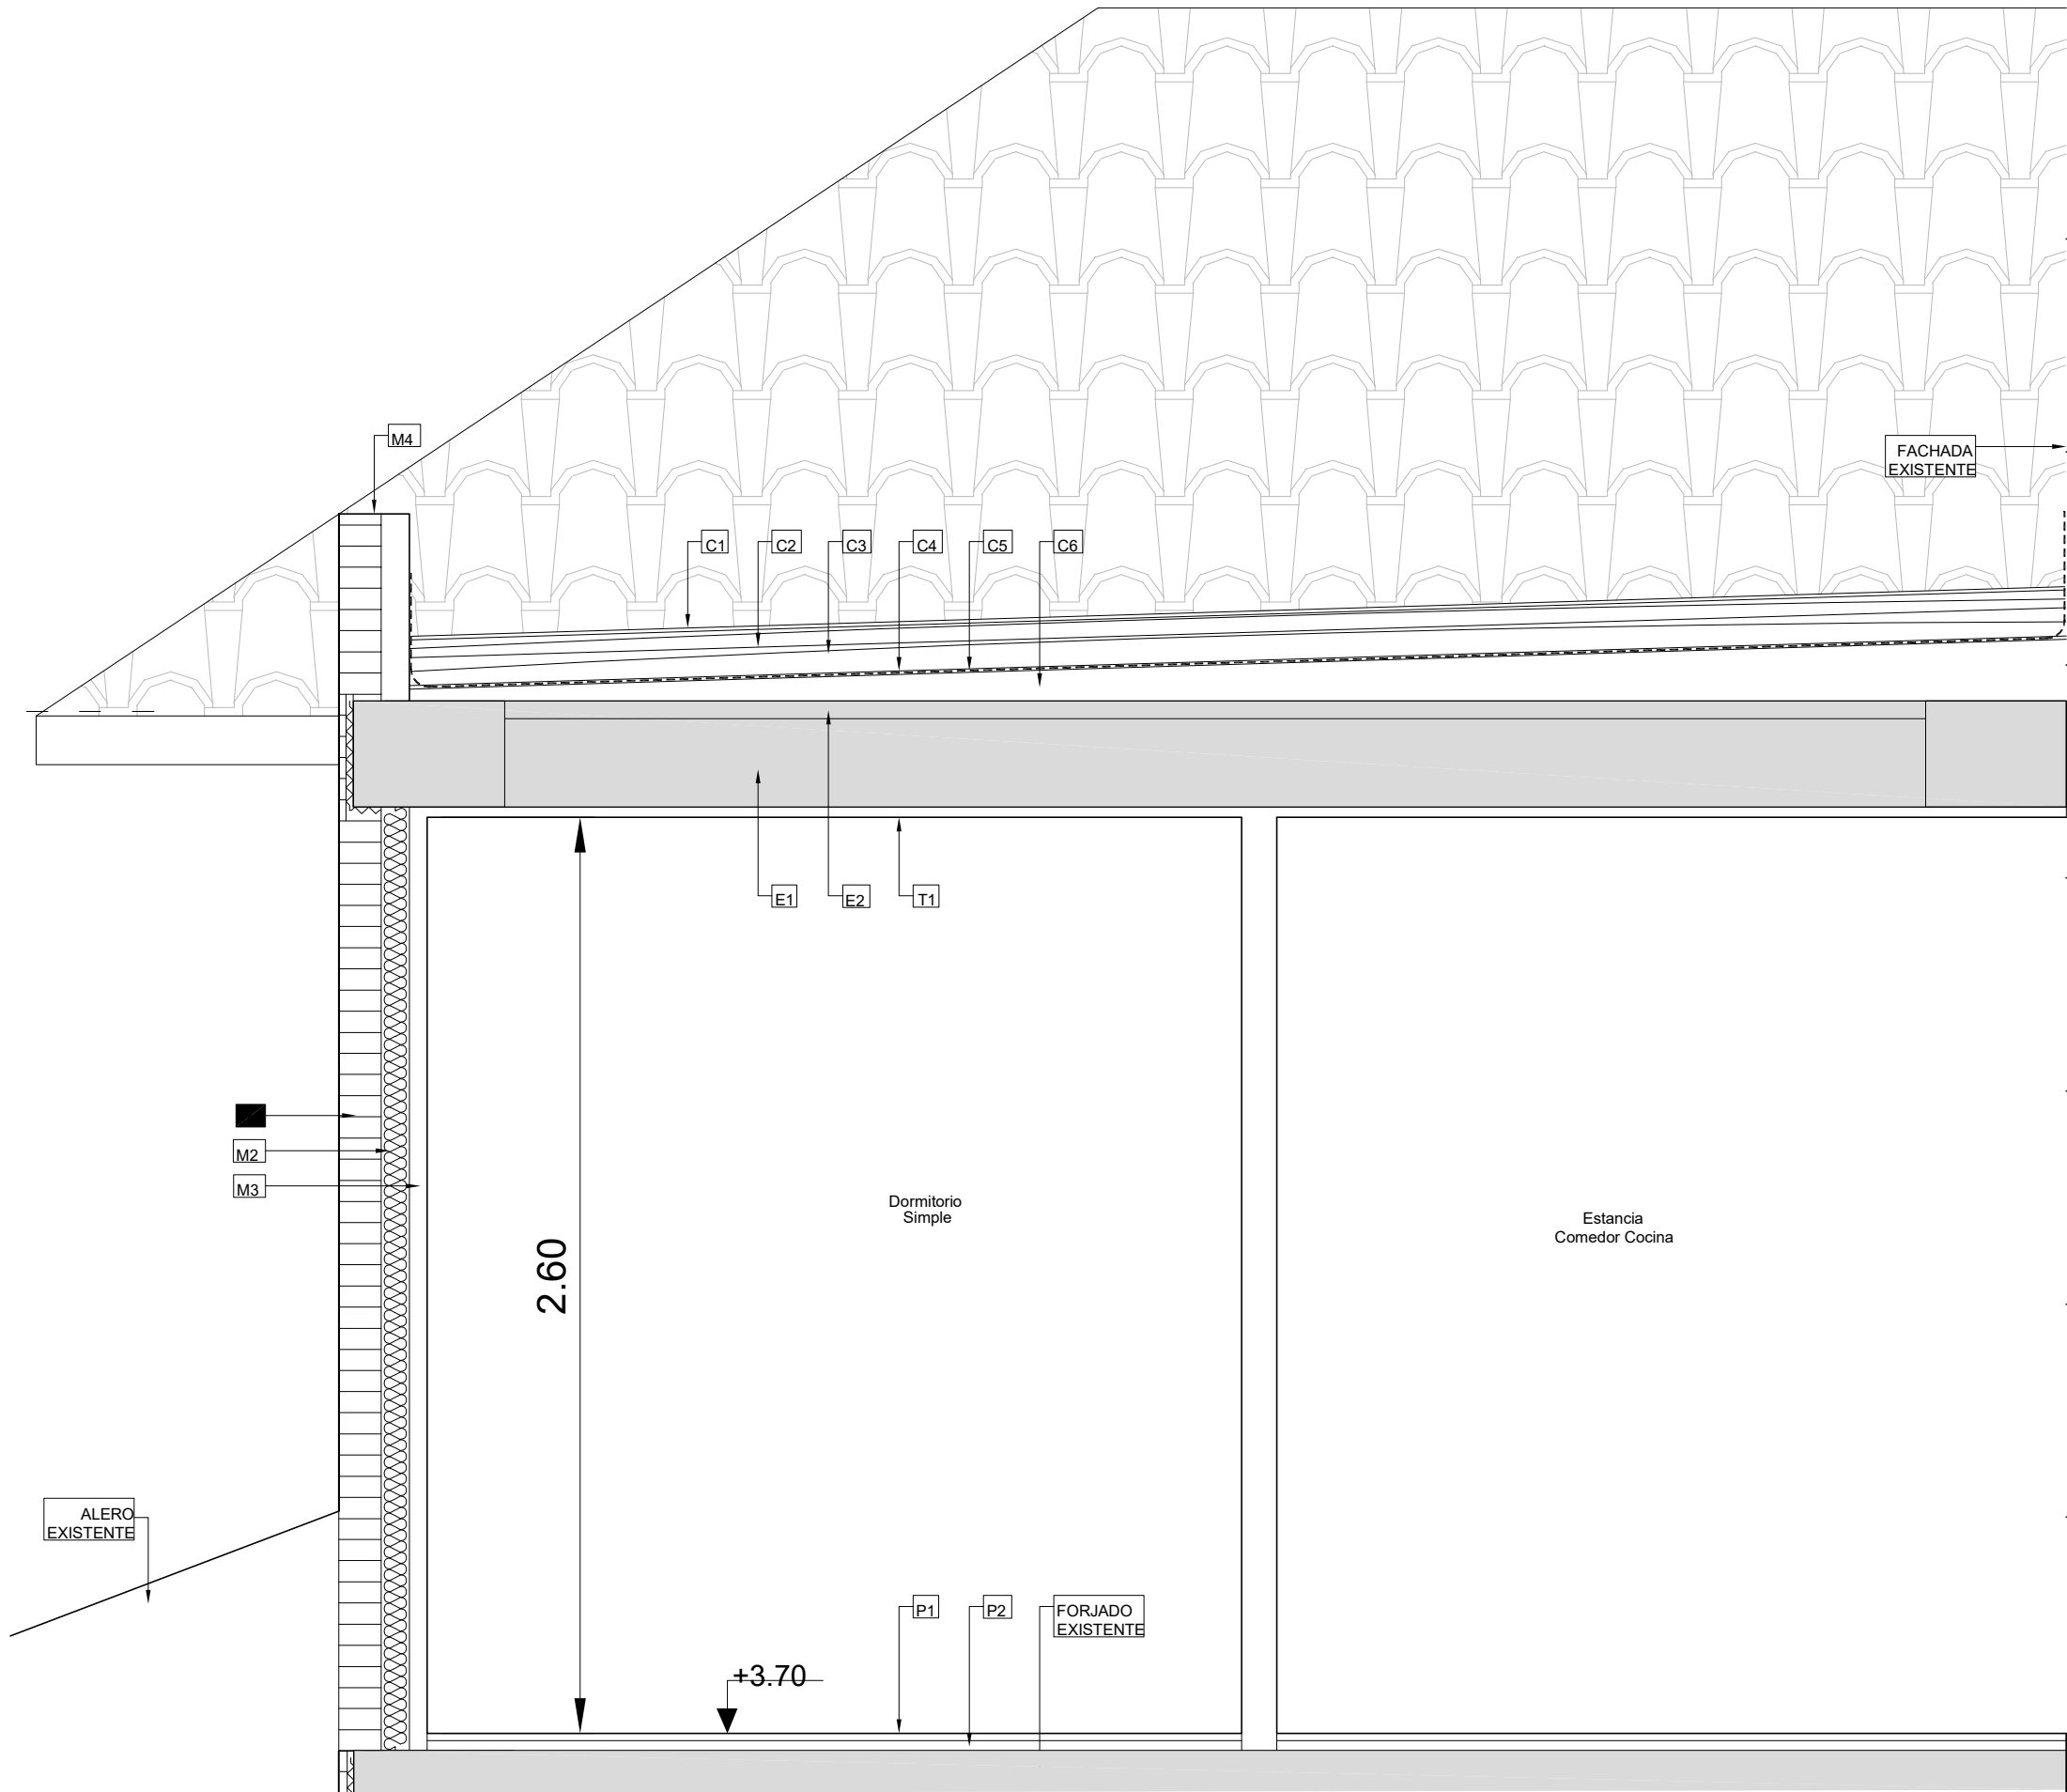 M4
FACHADA
EXISTENTE
C1
C2
C3
C4
C5
C6
E1
E2
T1
M2
M3
Dormitorio
Simple
Estancia
Comedor Cocina
2.60
ALERO
EXISTENTE
P1
P2
FORJADO
EXISTENTE
+3.70